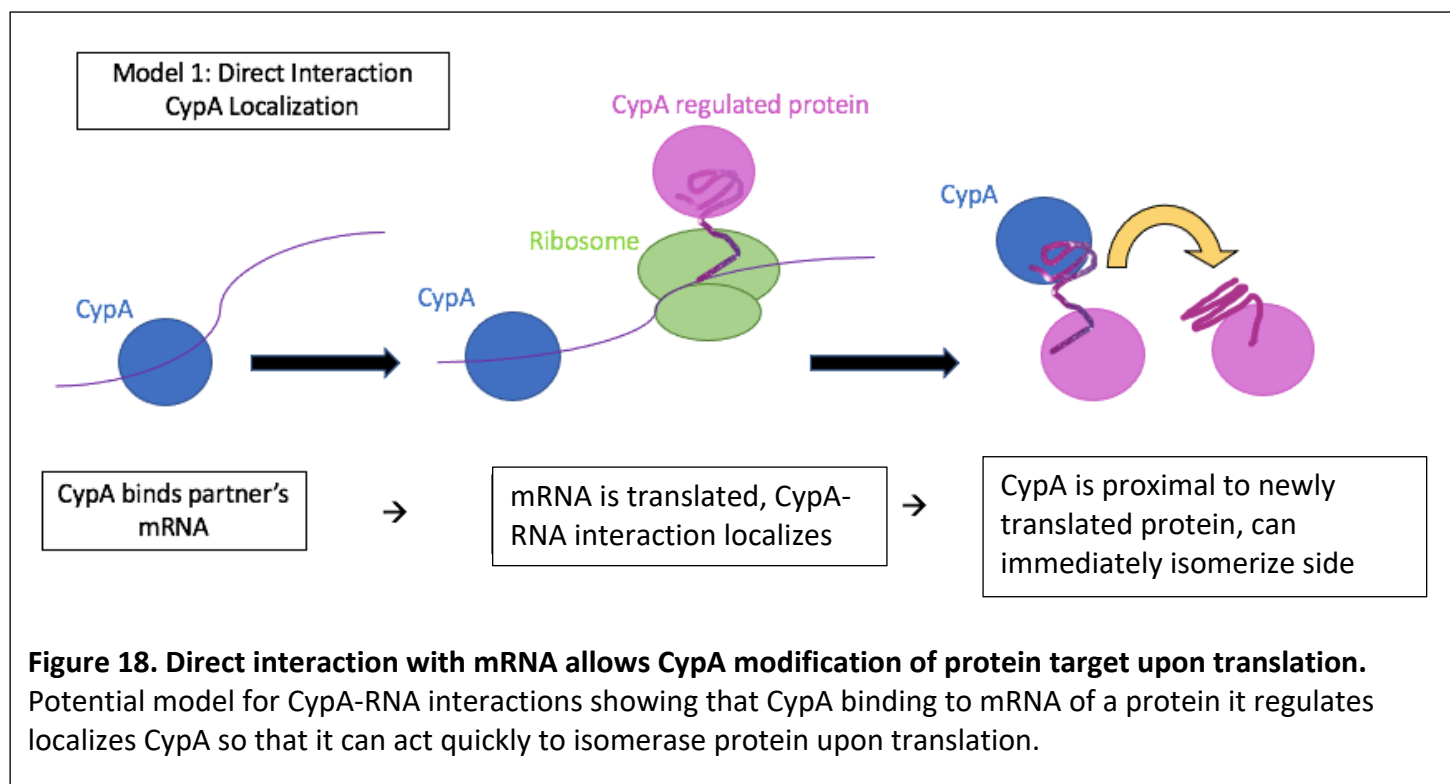 Model 1: Direct Interaction
CypA Localization
CypA regulated protein
CypA
Ribosome
CypA
CypA
CypA binds partner's
mRNA
→
mRNA is translated, CypA-
RNA interaction localizes
→
CypA is proximal to newly
translated protein, can
immediately isomerize side
Figure 18. Direct interaction with mRNA allows CypA modification of protein target upon translation.
Potential model for CypA-RNA interactions showing that CypA binding to mRNA of a protein it regulates
localizes CypA so that it can act quickly to isomerase protein upon translation.